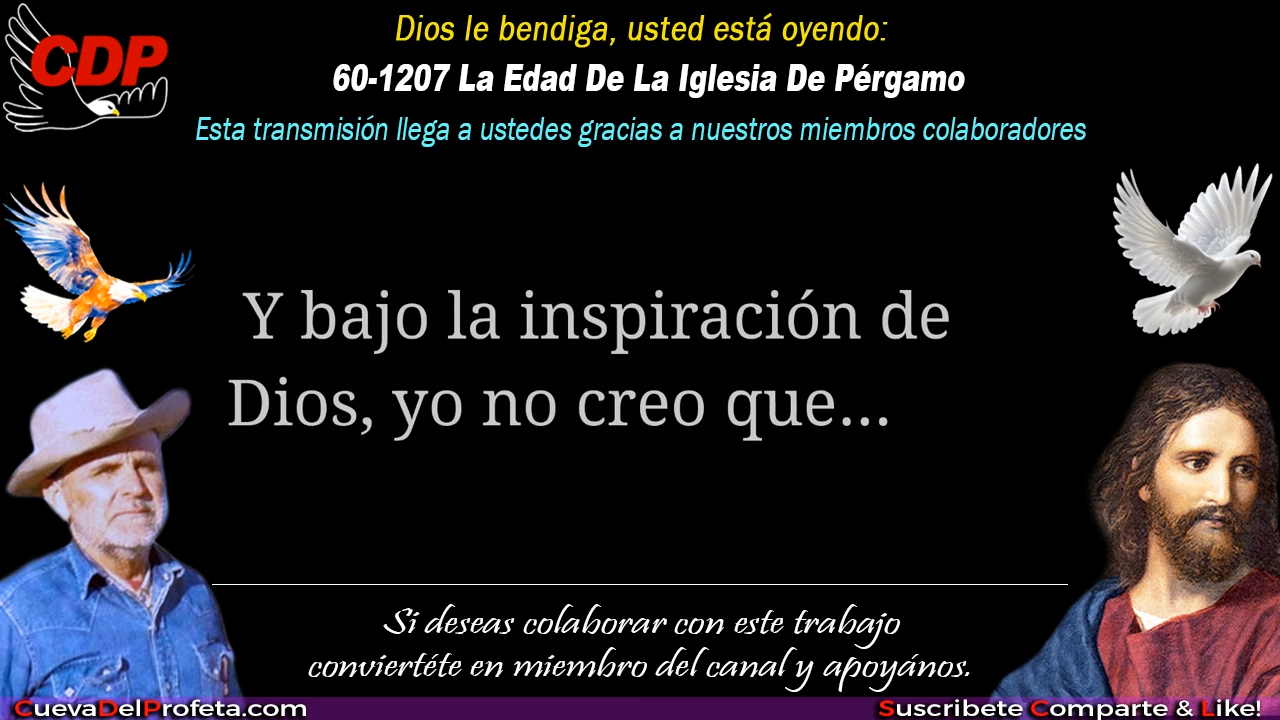 CDP
Dios le bendiga, usted está oyendo:
60-1207 La Edad De La Iglesia De Pérgamo
Esta transmisión llega a ustedes gracias a nuestros miembros colaboradores
Y bajo la inspiración de
Dios, yo no creo que...
Si deseas colaborar con este trabajo
conviertéte en miembro del canal y apoyános.
CuevaDelProfeta.com
Suscribete Comparte & Like!